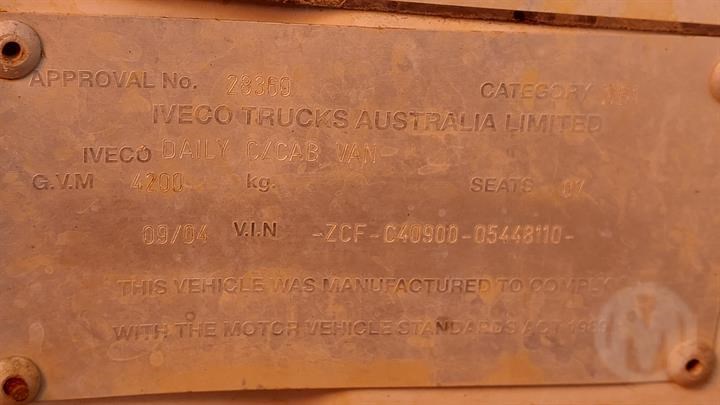 APPROVAL No. 28360 CATEGORY
IVECO TRUCKS AUSTRALIA LIMITED
IVECO DAILY C/CAB VAN
G.V.M 4200 kg. SEATS 07
09/04 V.I.N -ZCF-C40900-05448110-
THIS VEHICLE WAS MANUFACTURED TO COMPLY
WITH THE MOTOR VEHICLE STANDARDS ACT 1989